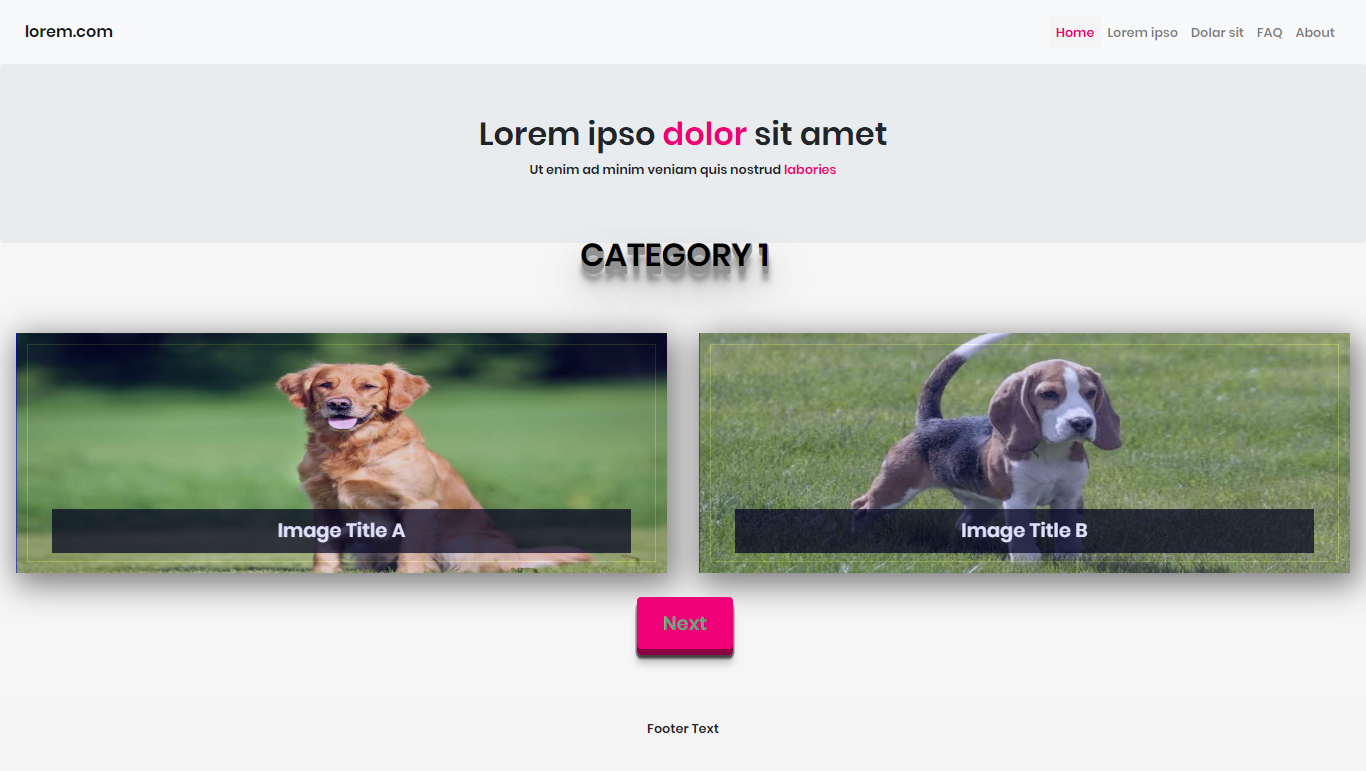 lorem.com
Home Lorem ipso Dolar sit FAQ About
Lorem ipso dolor sit amet
Ut enim ad minim veniam quis nostrud labories
CATEGORY 1
Image Title A
Image Title B
Next
Footer Text